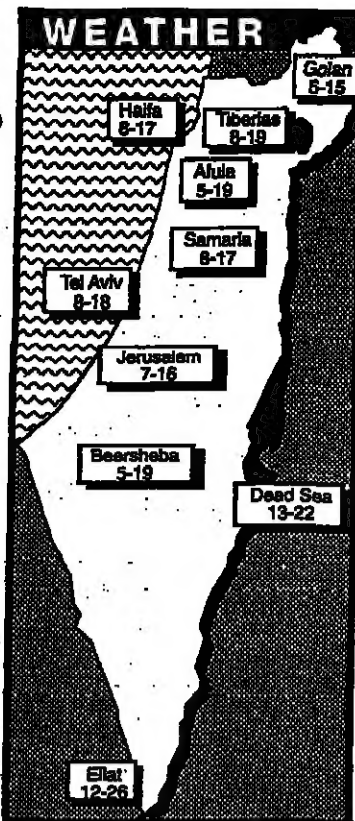 WEATHER
Golan
6-15
Haifa
8-17
Tiberias
8-19
Afula
5-19
Samaria
6-17
Tel Aviv
8-18
Jerusalem
7-16
Beersheba
5-19
Dead Sea
13-22
Eilat
12-26